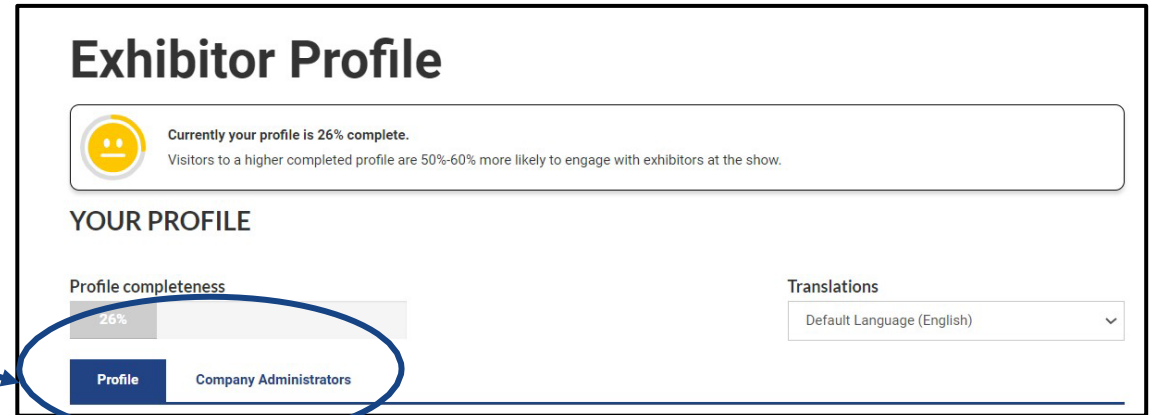 Exhibitor Profile
Currently your profile is 26% complete.
Visitors to a higher completed profile are 50%-60% more likely to engage with exhibitors at the show.
YOUR PROFILE
Profile completeness
Translations
26%
Default Language (English)
Profile
Company Administrators